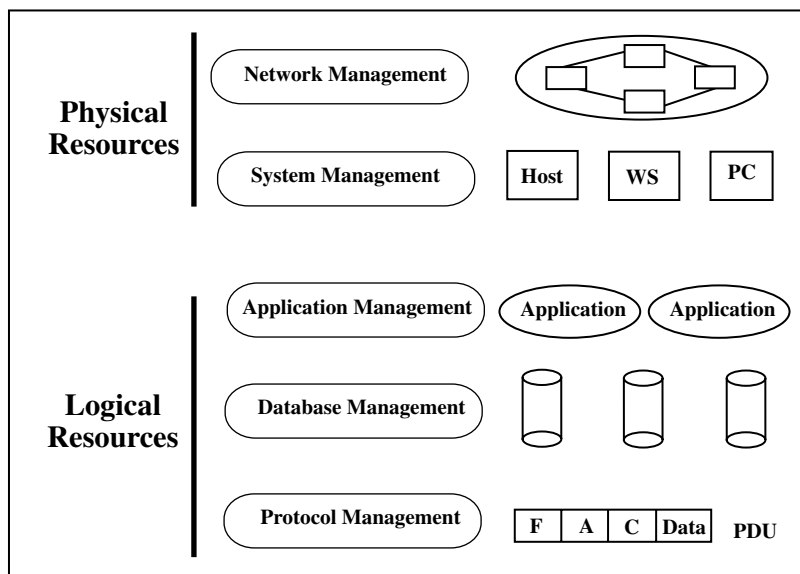 Physical
Resources
Network Management
System Management
Host
WS
PC
Logical
Resources
Application Management
Application
Application
Database Management
Protocol Management
F
A
C
Data
PDU